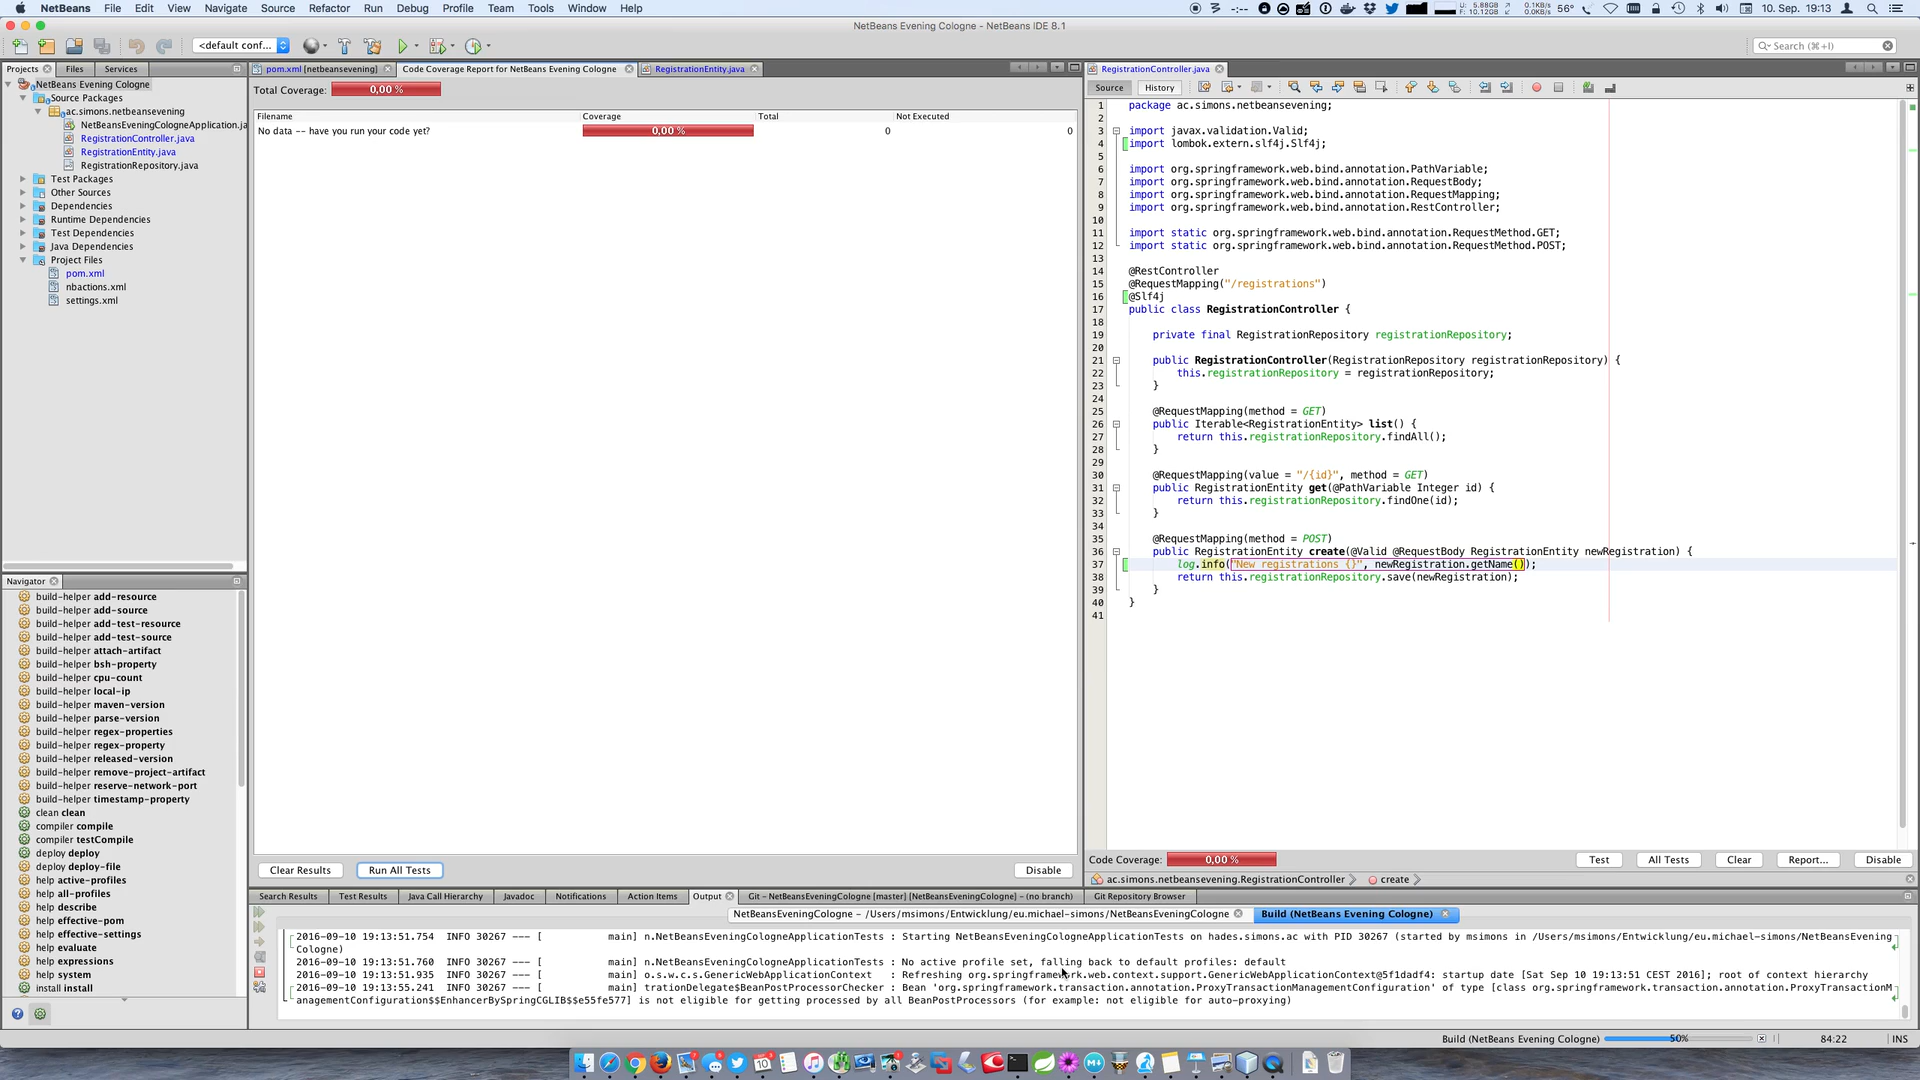 NetBeans File Edit View Navigate Source Refactor Run Debug Profile Team Tools Window Help
U: 5.88GB F: 10.12GB 0.1KB/s 0.0KB/s 56° 10. Sep. 19:13
NetBeans Evening Cologne - NetBeans IDE 8.1
<default conf... Search (⌘+I)
Projects Files Services
NetBeans Evening Cologne
Source Packages
ac.simons.netbeansevening
NetBeansEveningCologneApplication.ja
RegistrationController.java
RegistrationEntity.java
RegistrationRepository.java
Test Packages
Other Sources
Dependencies
Runtime Dependencies
Test Dependencies
Java Dependencies
Project Files
pom.xml
nbactions.xml
settings.xml
Navigator
build-helper add-resource
build-helper add-source
build-helper add-test-resource
build-helper add-test-source
build-helper attach-artifact
build-helper bsh-property
build-helper cpu-count
build-helper local-ip
build-helper maven-version
build-helper parse-version
build-helper regex-properties
build-helper regex-property
build-helper released-version
build-helper remove-project-artifact
build-helper reserve-network-port
build-helper timestamp-property
clean clean
compiler compile
compiler testCompile
deploy deploy
deploy deploy-file
help active-profiles
help all-profiles
help describe
help effective-pom
help effective-settings
help evaluate
help expressions
help system
install install
pom.xml [netbeansevening] Code Coverage Report for NetBeans Evening Cologne RegistrationEntity.java
Total Coverage: 0,00 %
Filename Coverage Total Not Executed
No data -- have you run your code yet? 0,00 % 0 0
Clear Results Run All Tests Disable
RegistrationController.java
Source History
1 package ac.simons.netbeansevening;
2
3 import javax.validation.Valid;
4 import lombok.extern.slf4j.Slf4j;
5
6 import org.springframework.web.bind.annotation.PathVariable;
7 import org.springframework.web.bind.annotation.RequestBody;
8 import org.springframework.web.bind.annotation.RequestMapping;
9 import org.springframework.web.bind.annotation.RestController;
10
11 import static org.springframework.web.bind.annotation.RequestMethod.GET;
12 import static org.springframework.web.bind.annotation.RequestMethod.POST;
13
14 @RestController
15 @RequestMapping("/registrations")
16 @Slf4j
17 public class RegistrationController {
18
19 private final RegistrationRepository registrationRepository;
20
21 public RegistrationController(RegistrationRepository registrationRepository) {
22 this.registrationRepository = registrationRepository;
23 }
24
25 @RequestMapping(method = GET)
26 public Iterable<RegistrationEntity> list() {
27 return this.registrationRepository.findAll();
28 }
29
30 @RequestMapping(value = "/{id}", method = GET)
31 public RegistrationEntity get(@PathVariable Integer id) {
32 return this.registrationRepository.findOne(id);
33 }
34
35 @RequestMapping(method = POST)
36 public RegistrationEntity create(@Valid @RequestBody RegistrationEntity newRegistration) {
37 log.info("New registrations {}", newRegistration.getName());
38 return this.registrationRepository.save(newRegistration);
39 }
40 }
41
Code Coverage: 0,00 % Test All Tests Clear Report... Disable
ac.simons.netbeansevening.RegistrationController create
Search Results Test Results Java Call Hierarchy Javadoc Notifications Action Items Output Git - NetBeansEveningCologne [master] [NetBeansEveningCologne] - (no branch) Git Repository Browser
NetBeansEveningCologne - /Users/msimons/Entwicklung/eu.michael-simons/NetBeansEveningCologne Build (NetBeans Evening Cologne)
2016-09-10 19:13:51.754 INFO 30267 --- [ main] n.NetBeansEveningCologneApplicationTests : Starting NetBeansEveningCologneApplicationTests on hades.simons.ac with PID 30267 (started by msimons in /Users/msimons/Entwicklung/eu.michael-simons/NetBeansEvening
Cologne)
2016-09-10 19:13:51.760 INFO 30267 --- [ main] n.NetBeansEveningCologneApplicationTests : No active profile set, falling back to default profiles: default
2016-09-10 19:13:51.935 INFO 30267 --- [ main] o.s.w.c.s.GenericWebApplicationContext : Refreshing org.springframework.web.context.support.GenericWebApplicationContext@5f1dadf4: startup date [Sat Sep 10 19:13:51 CEST 2016]; root of context hierarchy
2016-09-10 19:13:55.241 INFO 30267 --- [ main] trationDelegate$BeanPostProcessorChecker : Bean 'org.springframework.transaction.annotation.ProxyTransactionManagementConfiguration' of type [class org.springframework.transaction.annotation.ProxyTransactionM
anagementConfiguration$$EnhancerBySpringCGLIB$$e55fe577] is not eligible for getting processed by all BeanPostProcessors (for example: not eligible for auto-proxying)
Build (NetBeans Evening Cologne) 50% 84:22 INS